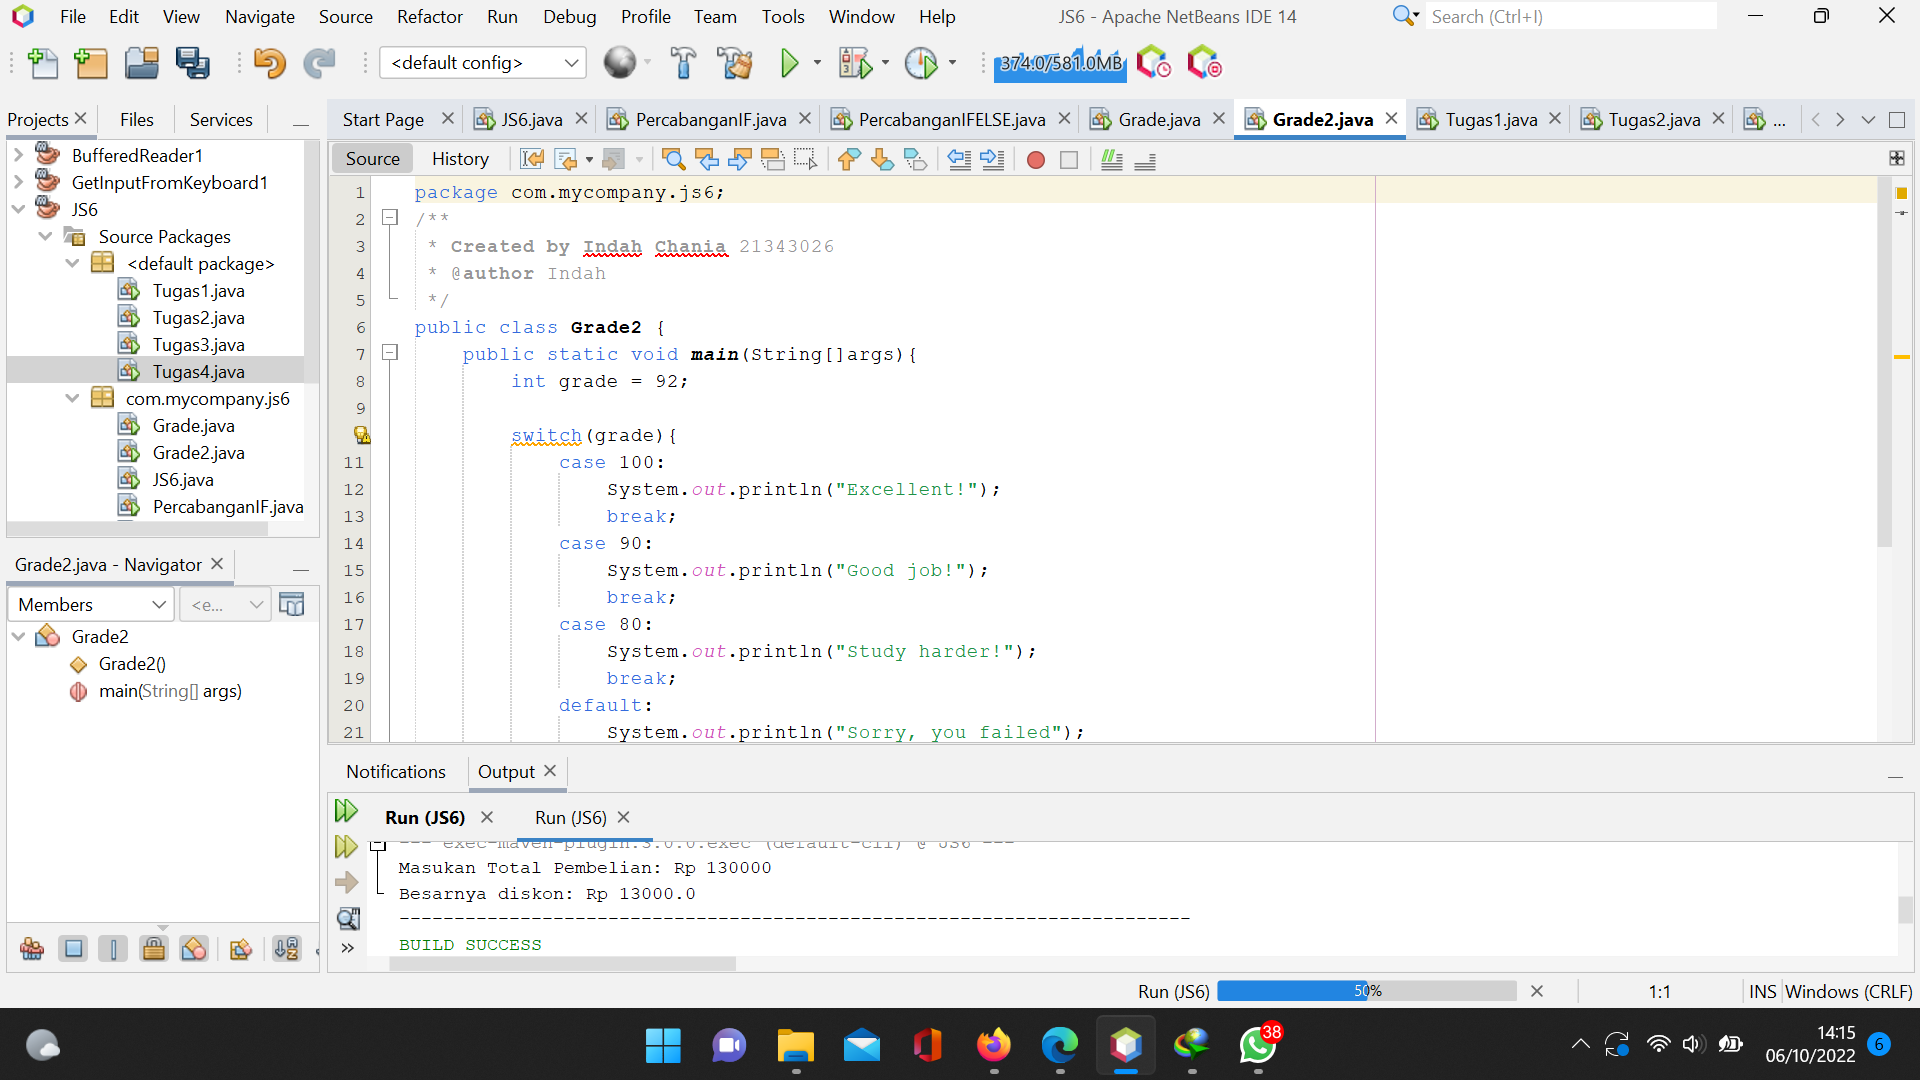 File Edit View Navigate Source Refactor Run Debug Profile Team Tools Window Help JS6 - Apache NetBeans IDE 14 Search (Ctrl+I)
<default config> 374.0/581.0MB
Projects Files Services
Start Page JS6.java PercabanganIF.java PercabanganIFELSE.java Grade.java Grade2.java Tugas1.java Tugas2.java ...
Source History
BufferedReader1
GetInputFromKeyboard1
JS6
Source Packages
<default package>
Tugas1.java
Tugas2.java
Tugas3.java
Tugas4.java
com.mycompany.js6
Grade.java
Grade2.java
JS6.java
PercabanganIF.java
Grade2.java - Navigator
Members <e...
Grade2
Grade2()
main(String[] args)
1 package com.mycompany.js6;
2 /**
3 * Created by Indah Chania 21343026
4 * @author Indah
5 */
6 public class Grade2 {
7 public static void main(String[]args){
8 int grade = 92;
9
switch(grade){
11 case 100:
12 System.out.println("Excellent!");
13 break;
14 case 90:
15 System.out.println("Good job!");
16 break;
17 case 80:
18 System.out.println("Study harder!");
19 break;
20 default:
21 System.out.println("Sorry, you failed");
Notifications Output
Run (JS6) Run (JS6)
--- exec-maven-plugin:3.0.0:exec (default-cli) @ JS6 ---
Masukan Total Pembelian: Rp 130000
Besarnya diskon: Rp 13000.0
------------------------------------------------------------------------
BUILD SUCCESS
Run (JS6) 50% 1:1 INS Windows (CRLF)
38
14:15
06/10/2022 6